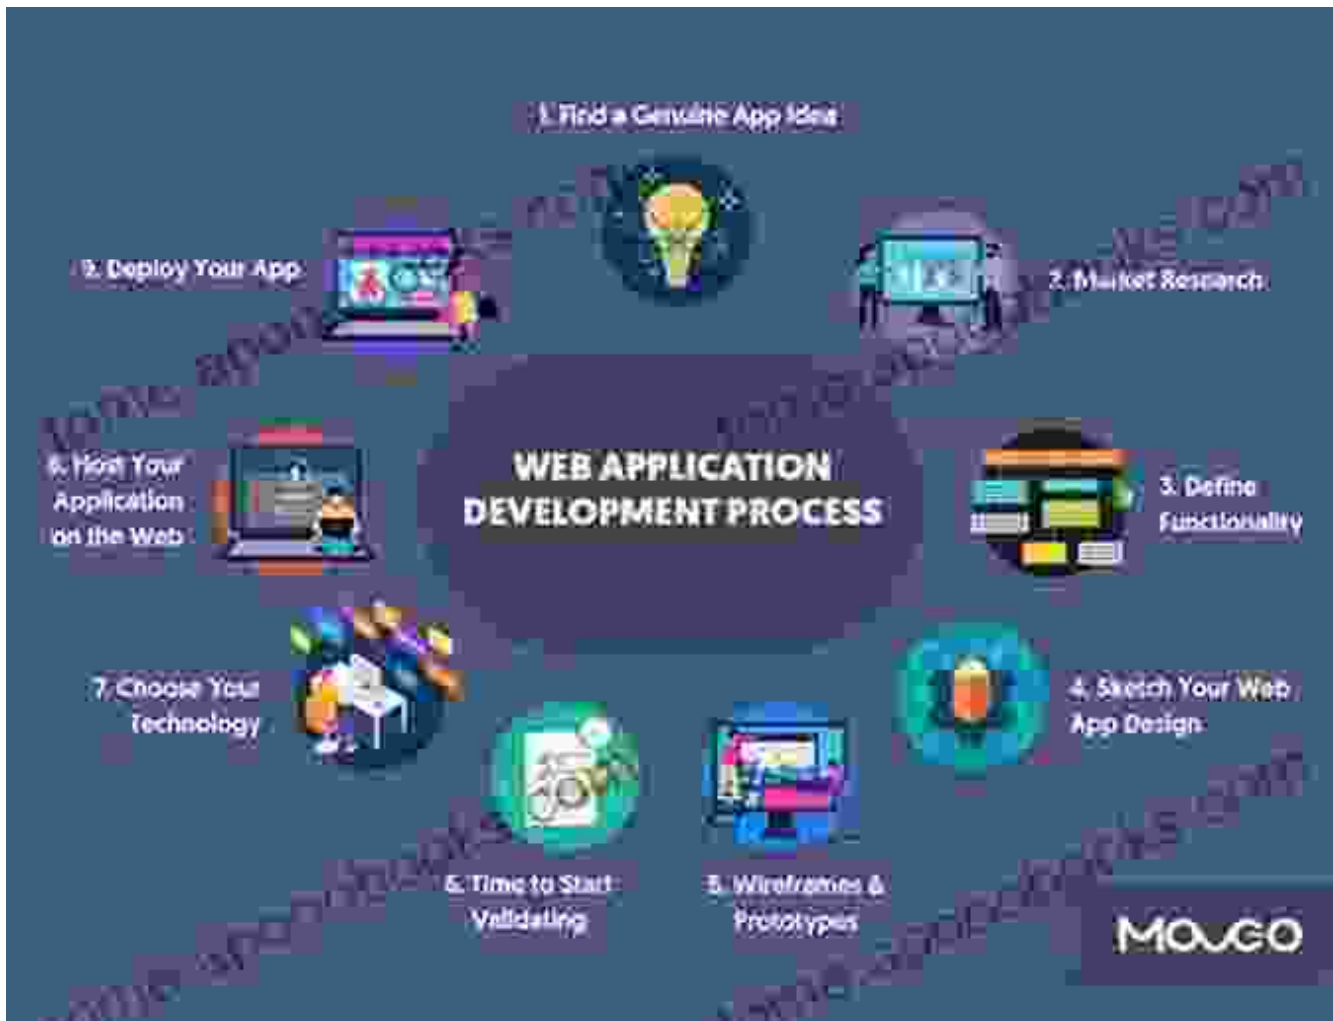 1. Find a Genuine App Idea
2. Market Research
3. Define
Functionality
4. Sketch Your Web
App Design
5. Wireframes &
Prototypes
6. Time to Start
Validating
7. Choose Your
Technology
8. Host Your
Application
on the Web
9. Deploy Your App
WEB APPLICATION
DEVELOPMENT PROCESS